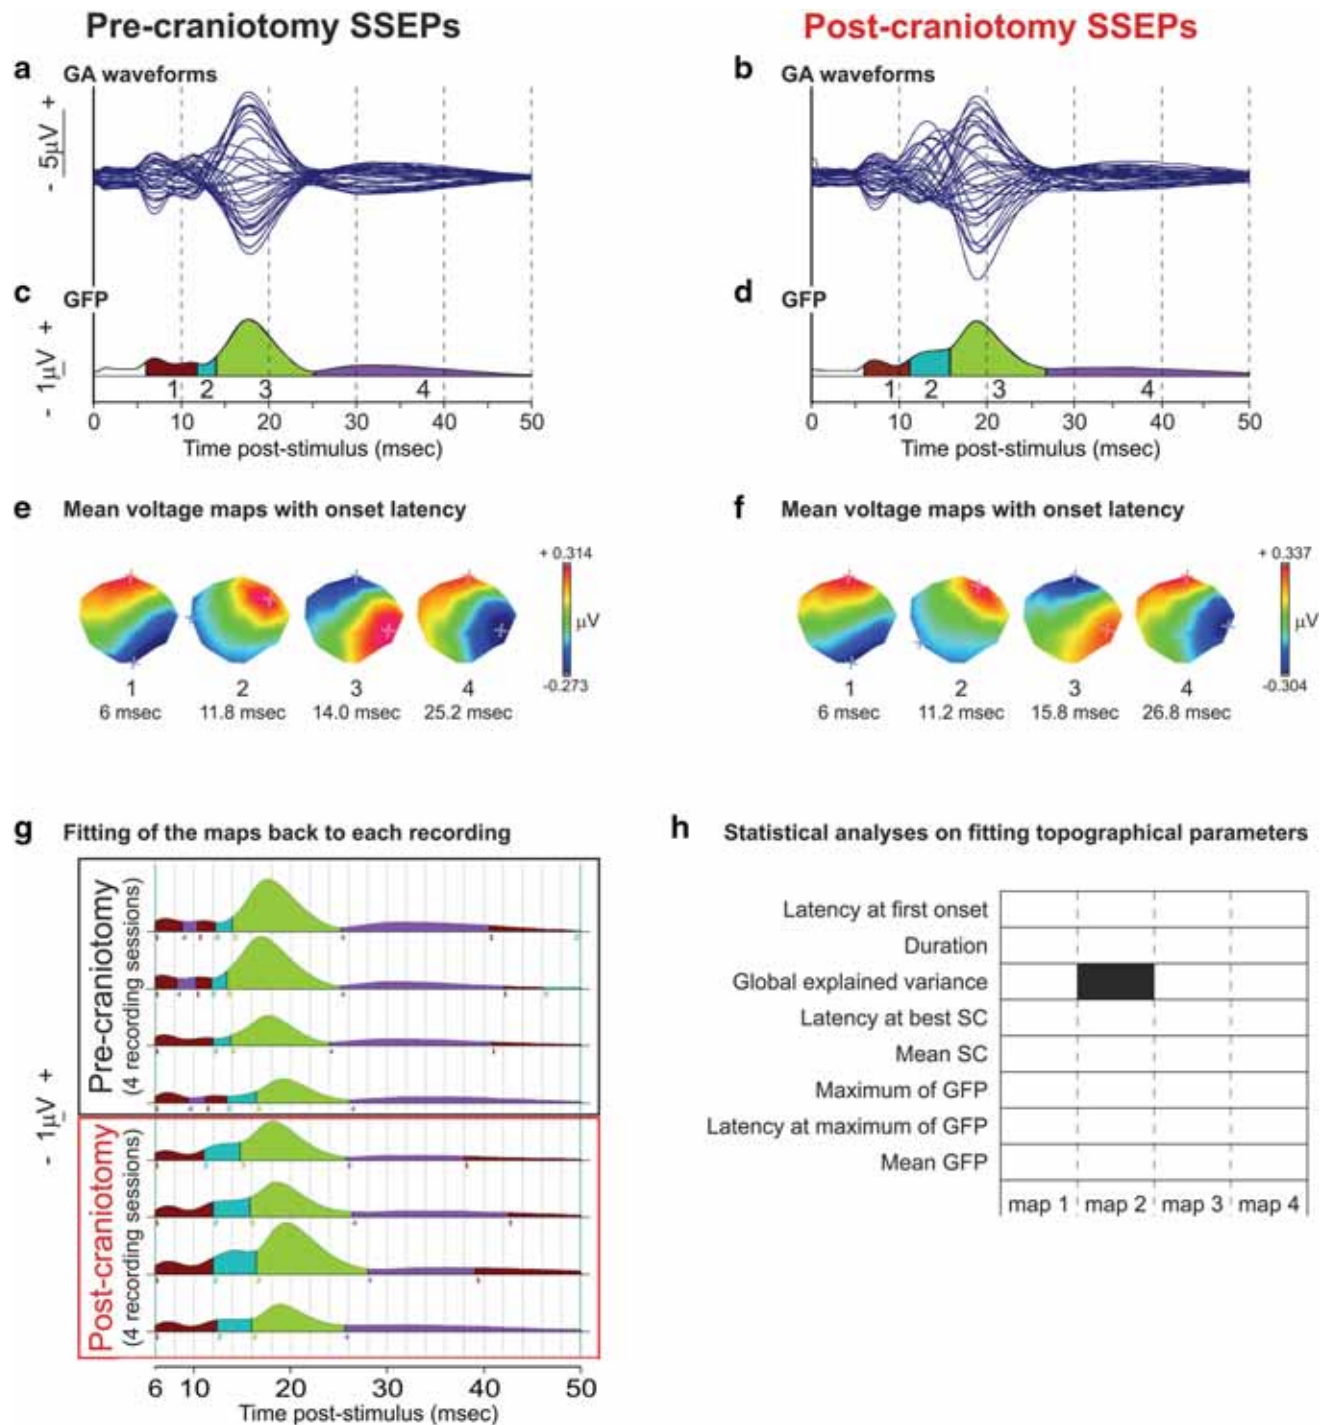 Pre-craniotomy SSEPs
Post-craniotomy SSEPs
a GA waveforms
- 5µV +
b GA waveforms
c GFP
- 1µV +
1 2 3 4
0 10 20 30 40 50
Time post-stimulus (msec)
d GFP
1 2 3 4
0 10 20 30 40 50
Time post-stimulus (msec)
e Mean voltage maps with onset latency
+ 0.314
µV
-0.273
1 2 3 4
6 msec 11.8 msec 14.0 msec 25.2 msec
f Mean voltage maps with onset latency
+ 0.337
µV
-0.304
1 2 3 4
6 msec 11.2 msec 15.8 msec 26.8 msec
g Fitting of the maps back to each recording
Pre-craniotomy
(4 recording sessions)
- 1µV +
Post-craniotomy
(4 recording sessions)
6 10 20 30 40 50
Time post-stimulus (msec)
h Statistical analyses on fitting topographical parameters
Latency at first onset
Duration
Global explained variance
Latency at best SC
Mean SC
Maximum of GFP
Latency at maximum of GFP
Mean GFP
map 1 map 2 map 3 map 4